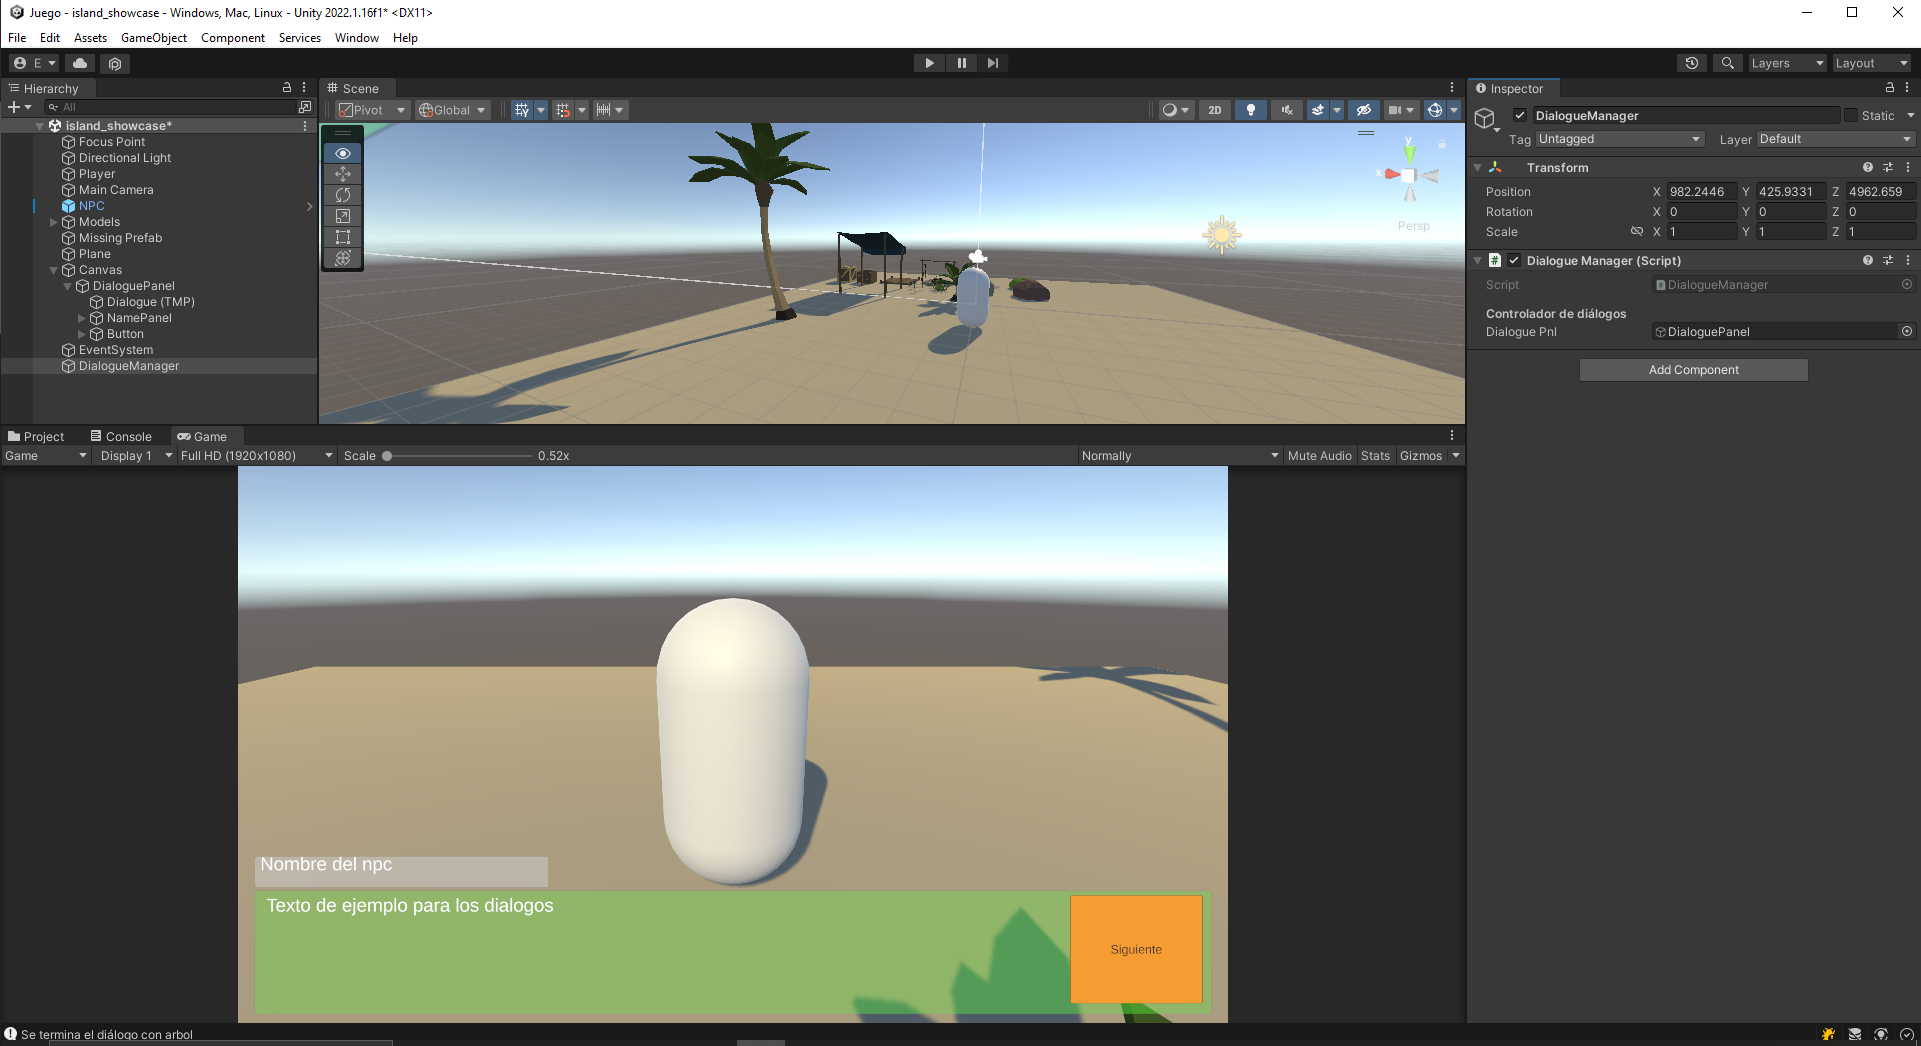 Juego - island_showcase - Windows, Mac, Linux - Unity 2022.1.16f1* <DX11>
File Edit Assets GameObject Component Services Window Help
E Layers Layout
Hierarchy
All
island_showcase*
Focus Point
Directional Light
Player
Main Camera
NPC
Models
Missing Prefab
Plane
Canvas
DialoguePanel
Dialogue (TMP)
NamePanel
Button
EventSystem
DialogueManager
Scene
Pivot Global 2D
y
x
Persp
Inspector
DialogueManager Static
Tag Untagged Layer Default
Transform
Position X 982.2446 Y 425.9331 Z 4962.659
Rotation X 0 Y 0 Z 0
Scale X 1 Y 1 Z 1
# Dialogue Manager (Script)
Script DialogueManager
Controlador de diálogos
Dialogue Pnl DialoguePanel
Add Component
Project Console Game
Game Display 1 Full HD (1920x1080) Scale 0.52x Normally Mute Audio Stats Gizmos
Nombre del npc
Texto de ejemplo para los dialogos
Siguiente
Se termina el diálogo con arbol